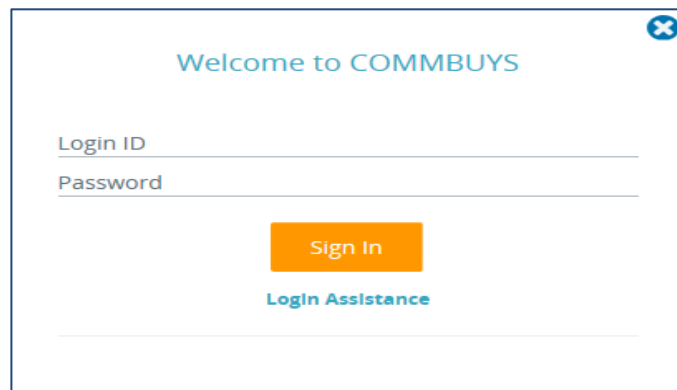 Welcome to COMMBUYS
Login ID
Password
Sign In
Login Assistance